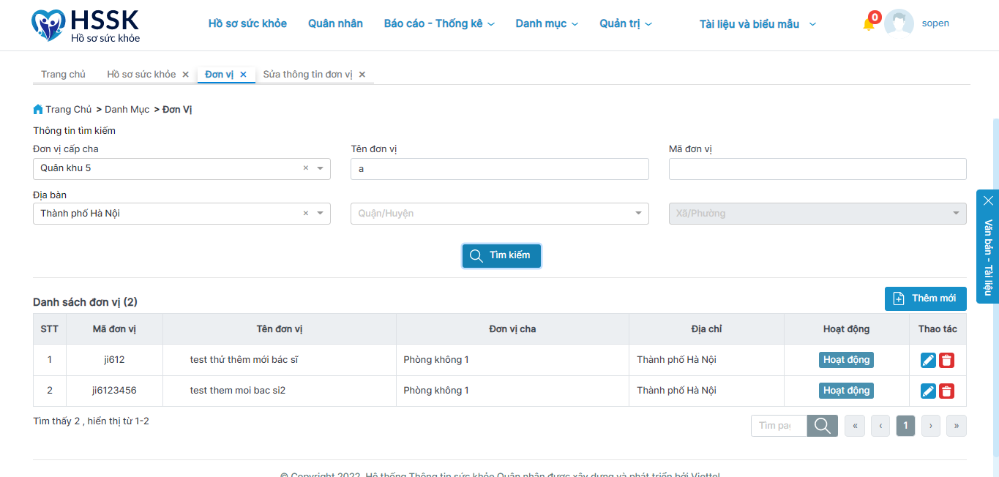 HSSK
Hồ sơ sức khỏe
Hồ sơ sức khỏe Quân nhân Báo cáo - Thống kê Danh mục Quản trị Tài liệu và biểu mẫu 0 sopen
Trang chủ Hồ sơ sức khỏe × Đơn vị × Sửa thông tin đơn vị ×
Trang Chủ > Danh Mục > Đơn Vị
Thông tin tìm kiếm
Đơn vị cấp cha Tên đơn vị Mã đơn vị
Quân khu 5 × a
Địa bàn
Thành phố Hà Nội × Quận/Huyện Xã/Phường
Văn bản - Tài liệu
Tìm kiếm
Danh sách đơn vị (2) Thêm mới
STT Mã đơn vị Tên đơn vị Đơn vị cha Địa chỉ Hoạt động Thao tác
1 ji612 test thử thêm mới bác sĩ Phòng không 1 Thành phố Hà Nội Hoạt động
2 ji6123456 test them moi bac si2 Phòng không 1 Thành phố Hà Nội Hoạt động
Tìm thấy 2 , hiển thị từ 1-2 Tìm pag « ‹ 1 › »
© Copyright 2022. Hệ thống Thông tin sức khỏe Quân nhân được xây dựng và phát triển bởi Viettel